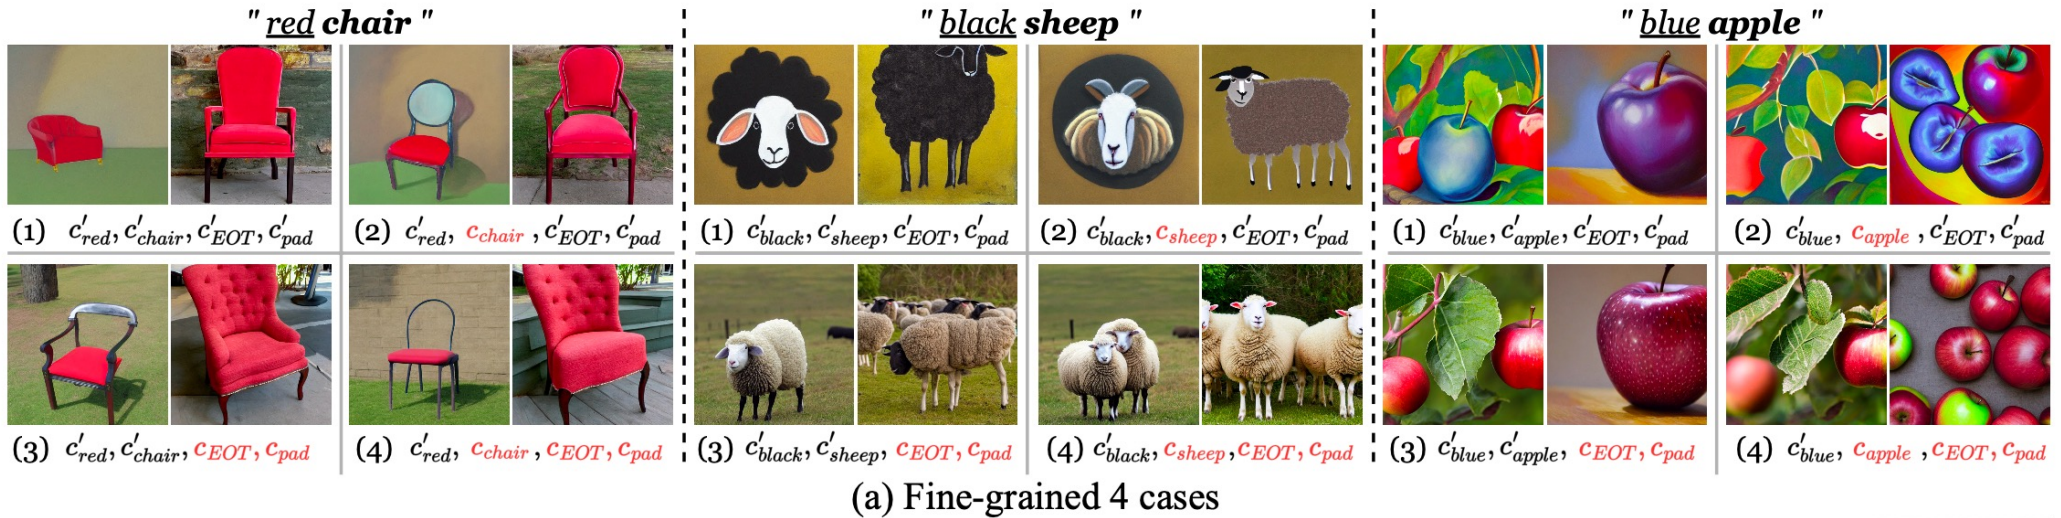 " red chair "
" black sheep "
" blue apple "
(1) c'red, c'chair, c'EOT, c'pad
(2) c'red, cchair, c'EOT, c'pad
(1) c'black, c'sheep, c'EOT, c'pad
(2) c'black, csheep, c'EOT, c'pad
(1) c'blue, c'apple, c'EOT, c'pad
(2) c'blue, capple, c'EOT, c'pad
(3) c'red, c'chair, cEOT, cpad
(4) c'red, cchair, cEOT, cpad
(3) c'black, c'sheep, cEOT, cpad
(4) c'black, csheep, cEOT, cpad
(3) c'blue, c'apple, cEOT, cpad
(4) c'blue, capple, cEOT, cpad
(a) Fine-grained 4 cases